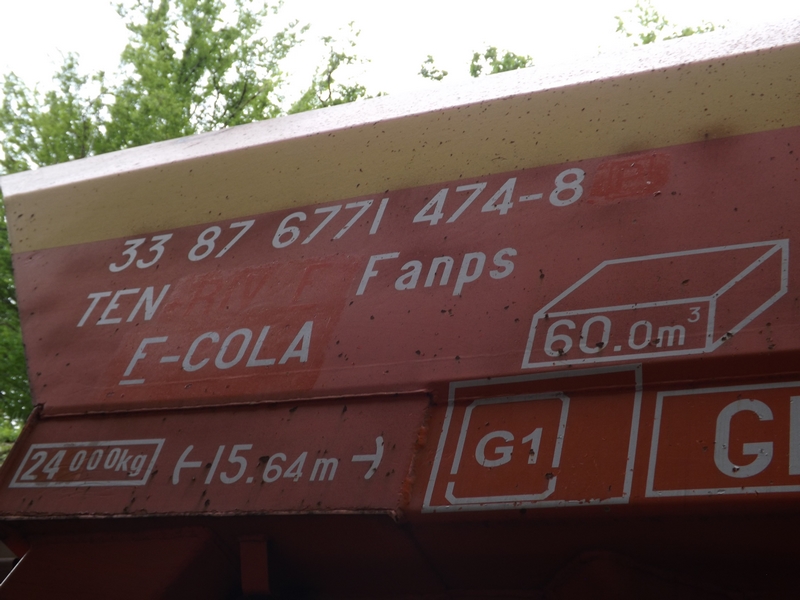 33 87 6771 474-8
TEN Fanps
F-COLA
60.0m³
24 000kg 15.64m
G1